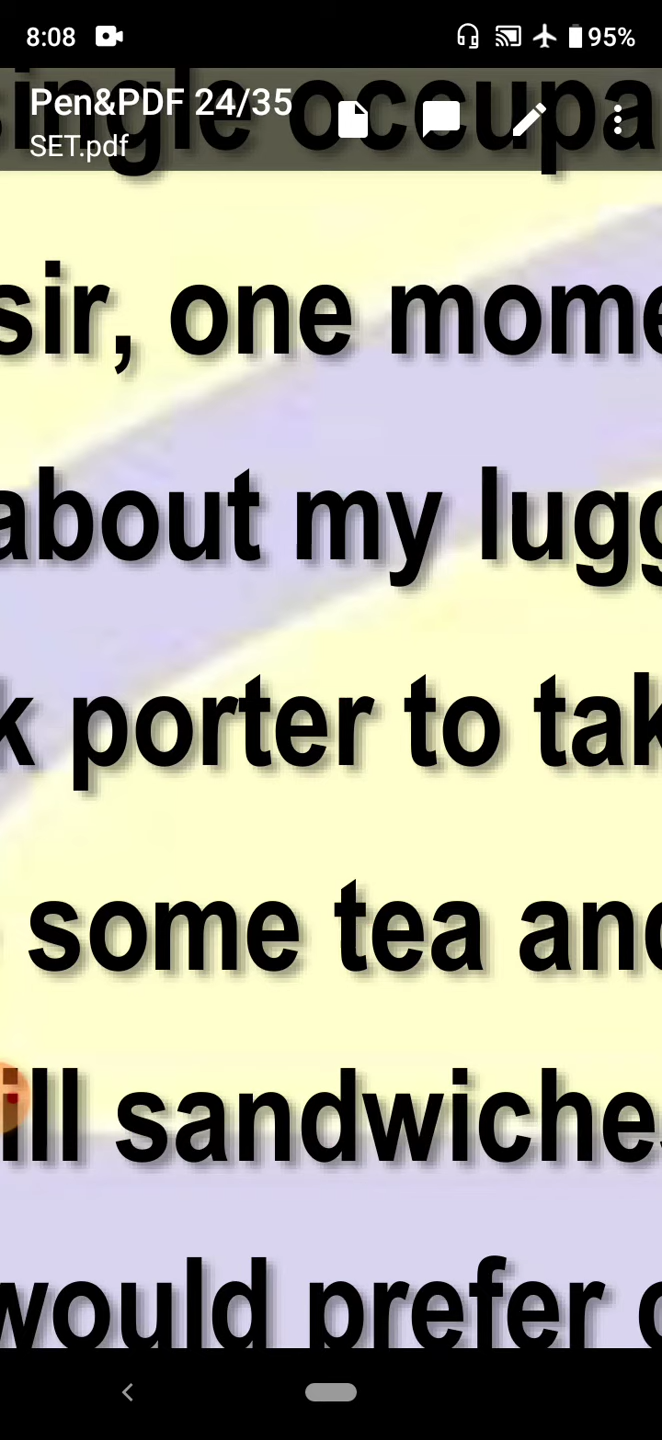 8:08 95%
single occupa
Pen&PDF 24/35
SET.pdf
sir, one mome
about my lugg
k porter to tak
some tea and
ill sandwiches
would prefer